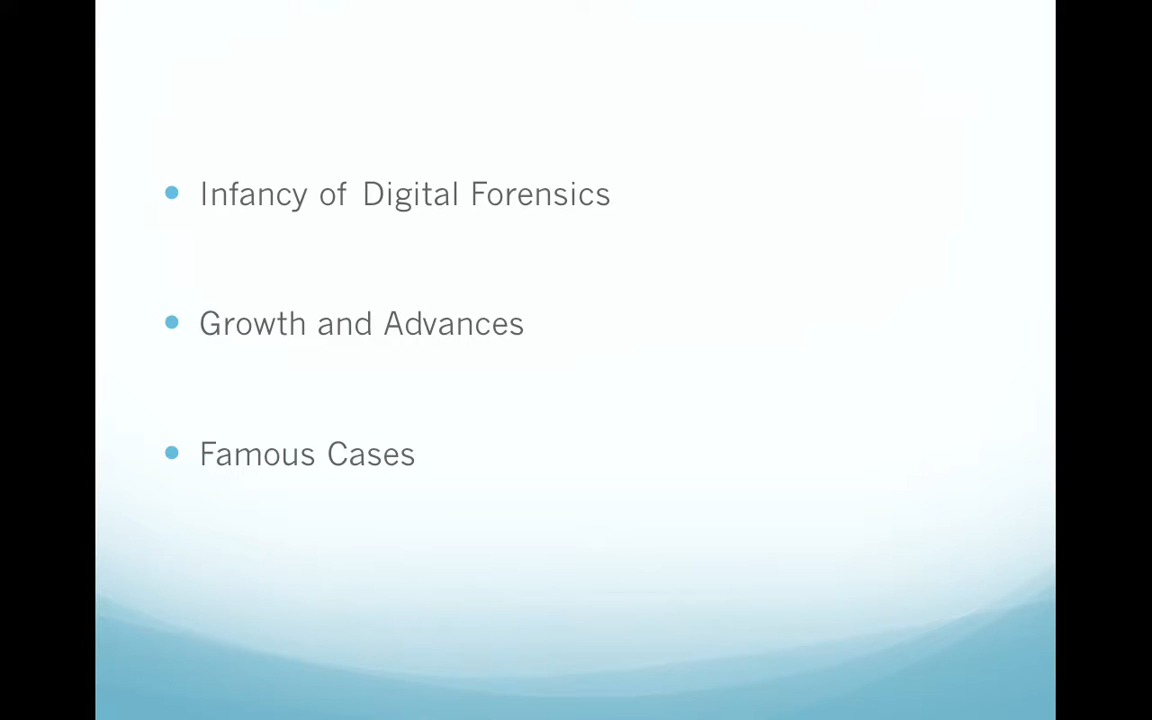 • Infancy of Digital Forensics
• Growth and Advances
• Famous Cases